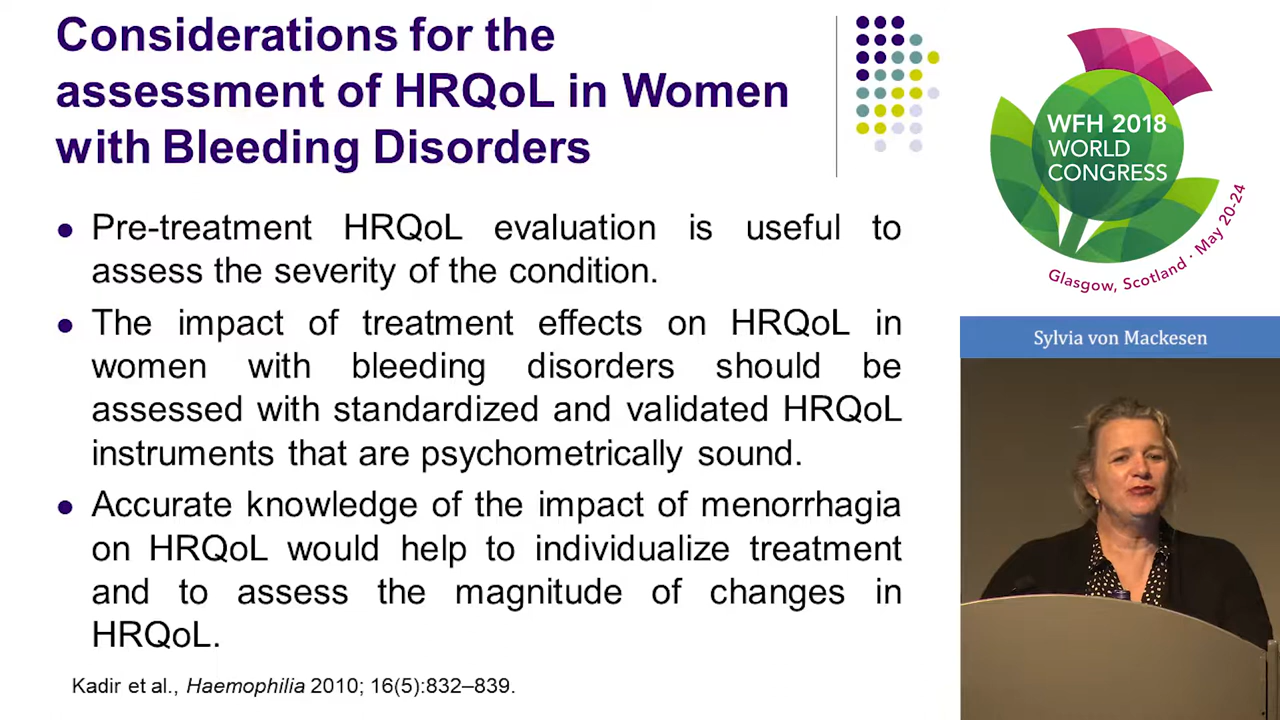 Considerations for the
assessment of HRQoL in Women
with Bleeding Disorders
• Pre-treatment HRQoL evaluation is useful to
assess the severity of the condition.
• The impact of treatment effects on HRQoL in
women with bleeding disorders should be
assessed with standardized and validated HRQoL
instruments that are psychometrically sound.
• Accurate knowledge of the impact of menorrhagia
on HRQoL would help to individualize treatment
and to assess the magnitude of changes in
HRQoL.
Kadir et al., Haemophilia 2010; 16(5):832–839.
WFH 2018
WORLD
CONGRESS
Glasgow, Scotland · May 20-24
Sylvia von Mackesen